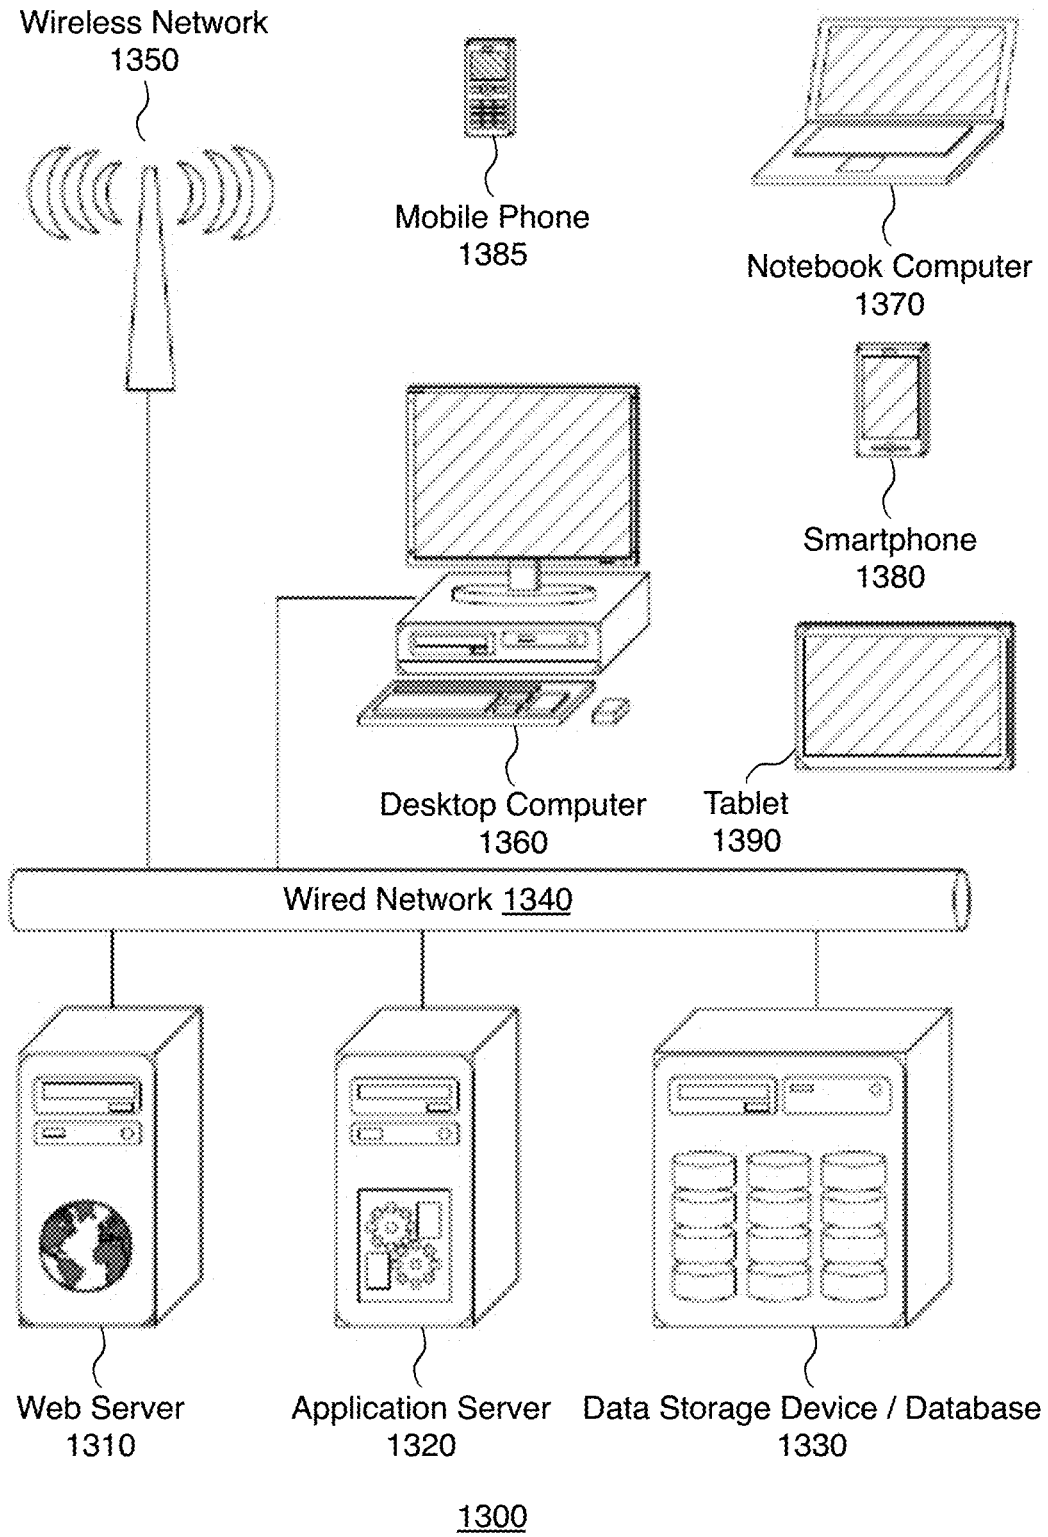 Wireless Network
1350
Mobile Phone
1385
Notebook Computer
1370
Smartphone
1380
Desktop Computer
1360
Tablet
1390
Wired Network 1340
Web Server
1310
Application Server
1320
Data Storage Device / Database
1330
1300